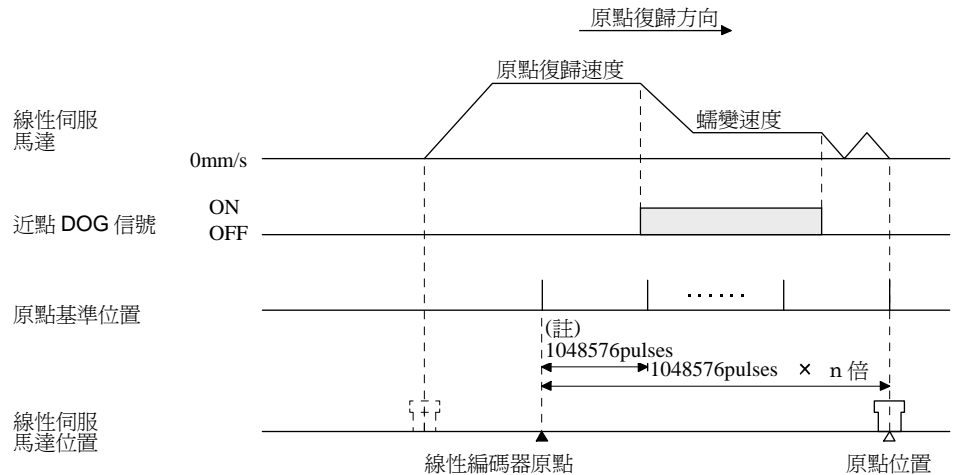 原點復歸方向
原點復歸速度
線性伺服
馬達
蠕變速度
0mm/s
近點 DOG 信號
ON
OFF
原點基準位置
......
(註)
1048576pulses
1048576pulses × n 倍
線性伺服
馬達位置
線性編碼器原點
原點位置